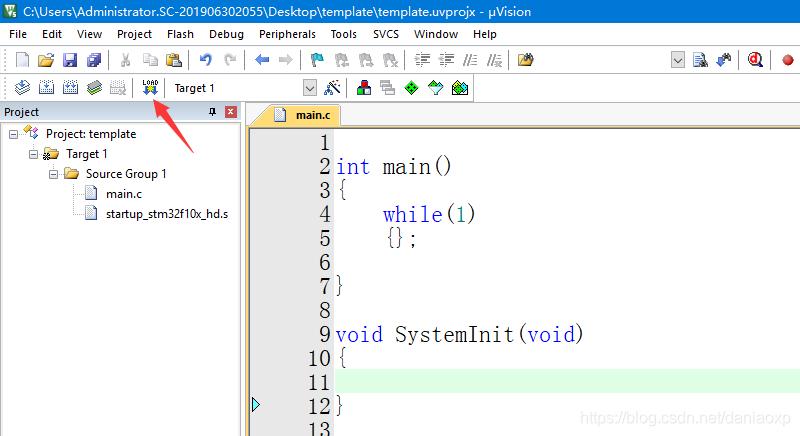 C:\Users\Administrator.SC-201906302055\Desktop\template\template.uvprojx - µVision
File Edit View Project Flash Debug Peripherals Tools SVCS Window Help
LOAD Target 1
Project
main.c
Project: template
Target 1
Source Group 1
main.c
startup_stm32f10x_hd.s
1
2 int main()
3 {
4 while(1)
5 {};
6
7 }
8
9 void SystemInit(void)
10 {
11
12 }
13
https://blog.csdn.net/daniaoxp